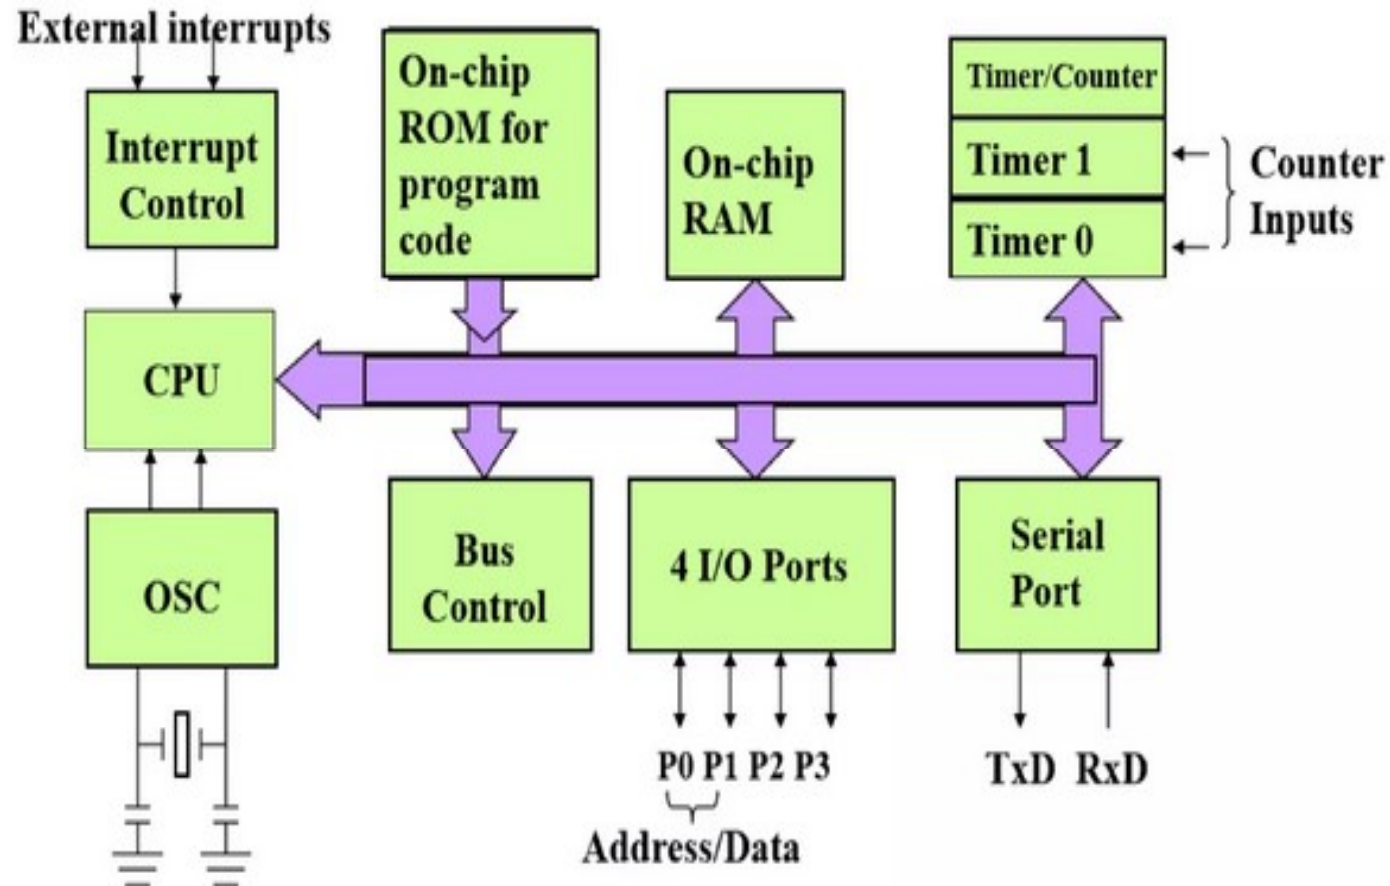 External interrupts
On-chip
ROM for
program
code
Timer/Counter
Interrupt
Control
On-chip
RAM
Timer 1
Timer 0
Counter
Inputs
CPU
OSC
Bus
Control
4 I/O Ports
Serial
Port
P0 P1 P2 P3
TxD RxD
Address/Data